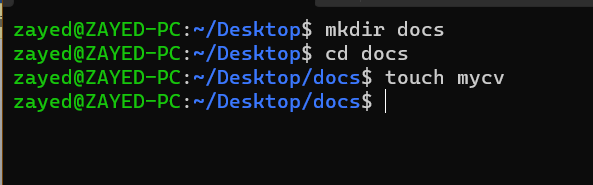 zayed@ZAYED-PC:~/Desktop$ mkdir docs
zayed@ZAYED-PC:~/Desktop$ cd docs
zayed@ZAYED-PC:~/Desktop/docs$ touch mycv
zayed@ZAYED-PC:~/Desktop/docs$